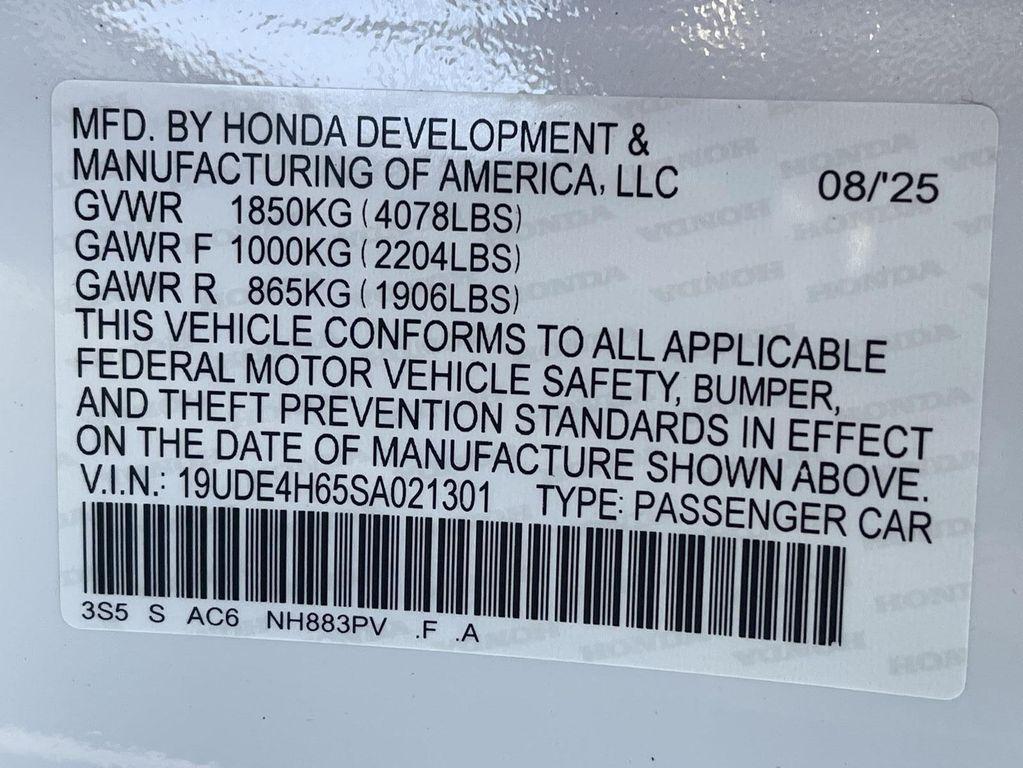 MFD. BY HONDA DEVELOPMENT &
MANUFACTURING OF AMERICA, LLC 08/'25
GVWR 1850KG (4078LBS)
GAWR F 1000KG (2204LBS)
GAWR R 865KG (1906LBS)
THIS VEHICLE CONFORMS TO ALL APPLICABLE
FEDERAL MOTOR VEHICLE SAFETY, BUMPER,
AND THEFT PREVENTION STANDARDS IN EFFECT
ON THE DATE OF MANUFACTURE SHOWN ABOVE.
V.I.N.: 19UDE4H65SA021301 TYPE: PASSENGER CAR
3S5 S AC6 NH883PV .F .A